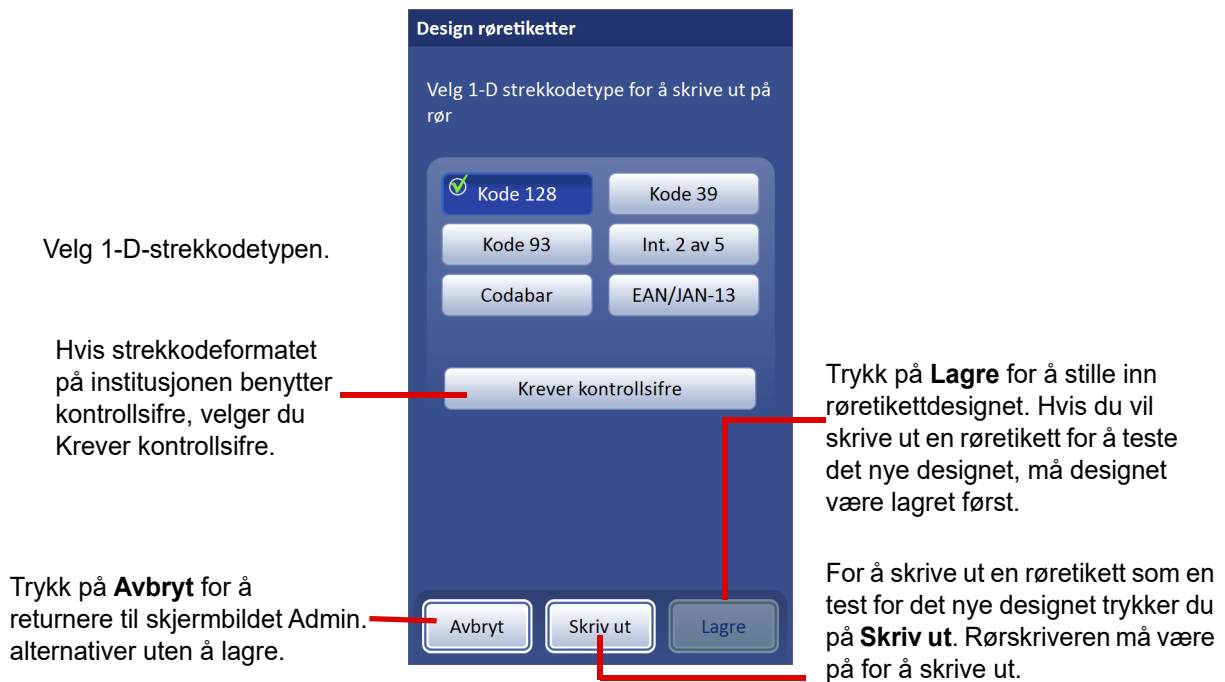 Design røretiketter
Velg 1-D strekkodetype for å skrive ut på
rør
Kode 128
Kode 39
Kode 93
Int. 2 av 5
Codabar
EAN/JAN-13
Krever kontrollsifre
Avbryt
Skriv ut
Lagre
Velg 1-D-strekkodetypen.
Hvis strekkodeformatet
på institusjonen benytter
kontrollsifre, velger du
Krever kontrollsifre.
Trykk på Avbryt for å
returnere til skjermbildet Admin.
alternativer uten å lagre.
Trykk på Lagre for å stille inn
røretikettdesignet. Hvis du vil
skrive ut en røretikett for å teste
det nye designet, må designet
være lagret først.
For å skrive ut en røretikett som en
test for det nye designet trykker du
på Skriv ut. Rørskriveren må være
på for å skrive ut.